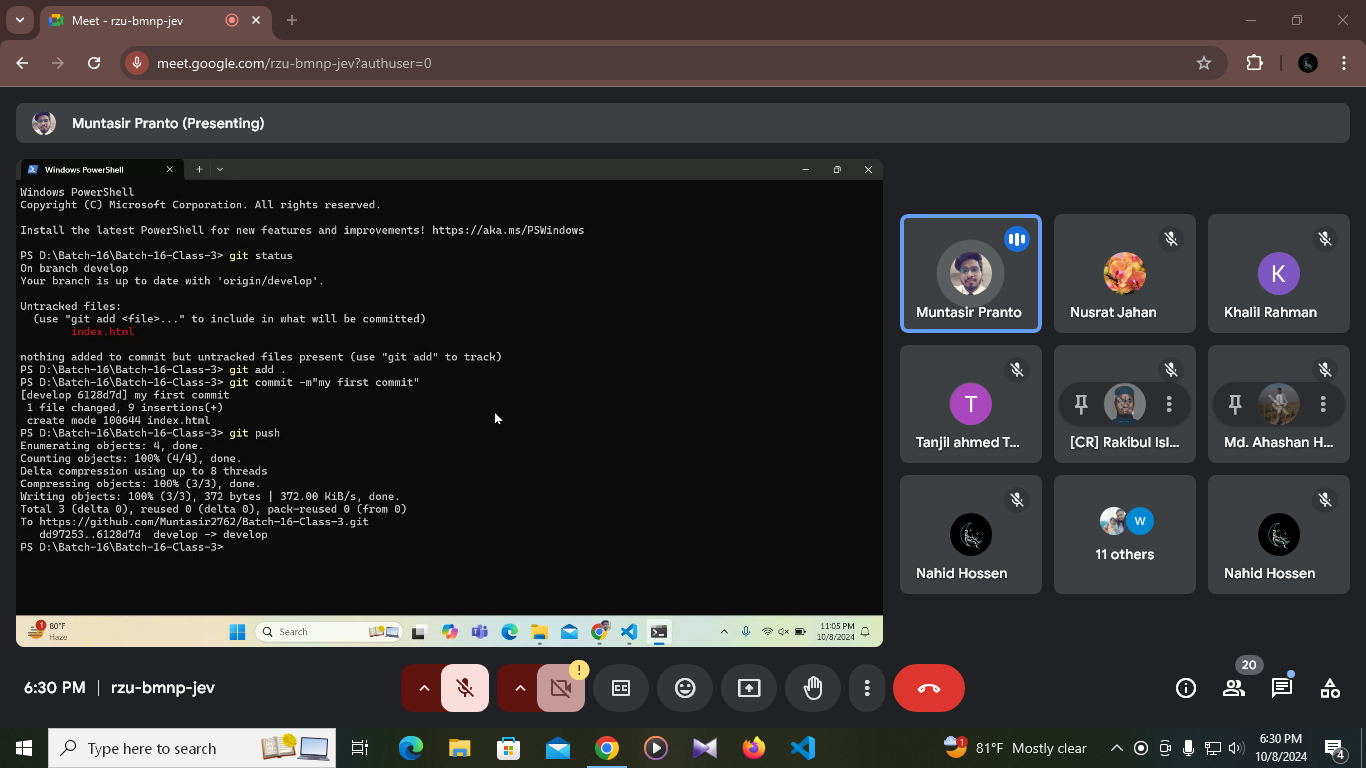 Meet - rzu-bmnp-jev
meet.google.com/rzu-bmnp-jev?authuser=0
Muntasir Pranto (Presenting)
Windows PowerShell
Windows PowerShell
Copyright (C) Microsoft Corporation. All rights reserved.
Install the latest PowerShell for new features and improvements! https://aka.ms/PSWindows
PS D:\Batch-16\Batch-16-Class-3> git status
On branch develop
Your branch is up to date with 'origin/develop'.
Untracked files:
(use "git add <file>..." to include in what will be committed)
index.html
nothing added to commit but untracked files present (use "git add" to track)
PS D:\Batch-16\Batch-16-Class-3> git add .
PS D:\Batch-16\Batch-16-Class-3> git commit -m"my first commit"
[develop 6128d7d] my first commit
1 file changed, 9 insertions(+)
create mode 100644 index.html
PS D:\Batch-16\Batch-16-Class-3> git push
Enumerating objects: 4, done.
Counting objects: 100% (4/4), done.
Delta compression using up to 8 threads
Compressing objects: 100% (3/3), done.
Writing objects: 100% (3/3), 372 bytes | 372.00 KiB/s, done.
Total 3 (delta 0), reused 0 (delta 0), pack-reused 0 (from 0)
To https://github.com/Muntasir2762/Batch-16-Class-3.git
dd97253..6128d7d  develop -> develop
PS D:\Batch-16\Batch-16-Class-3>
1
80°F
Haze
Search
11:05 PM
10/8/2024
Muntasir Pranto
Nusrat Jahan
K
Khalil Rahman
T
Tanjil ahmed T...
[CR] Rakibul Isl...
Md. Ahashan H...
Nahid Hossen
W
11 others
Nahid Hossen
6:30 PM | rzu-bmnp-jev
!
20
Type here to search
1
81°F Mostly clear
6:30 PM
10/8/2024
4